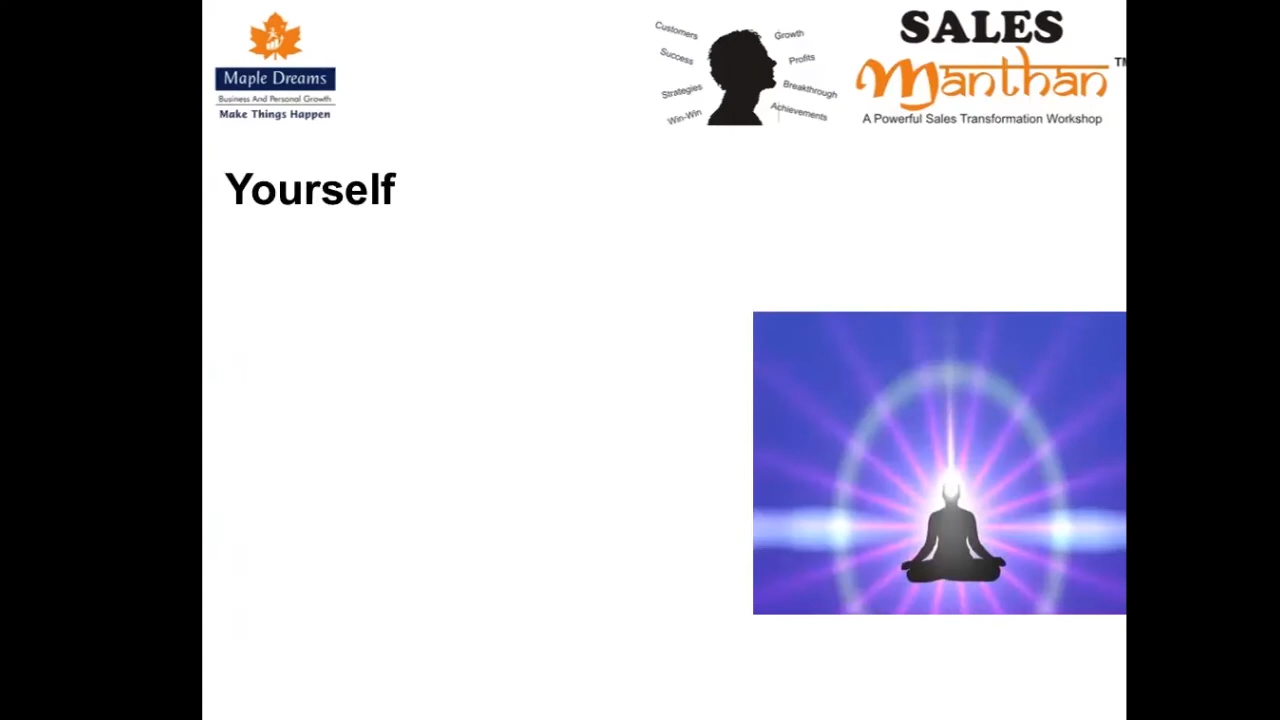 Maple Dreams
Business And Personal Growth
Make Things Happen
Customers
Success
Strategies
Win-Win
Growth
Profits
Breakthrough
Achievements
SALES
Manthan TM
A Powerful Sales Transformation Workshop
Yourself